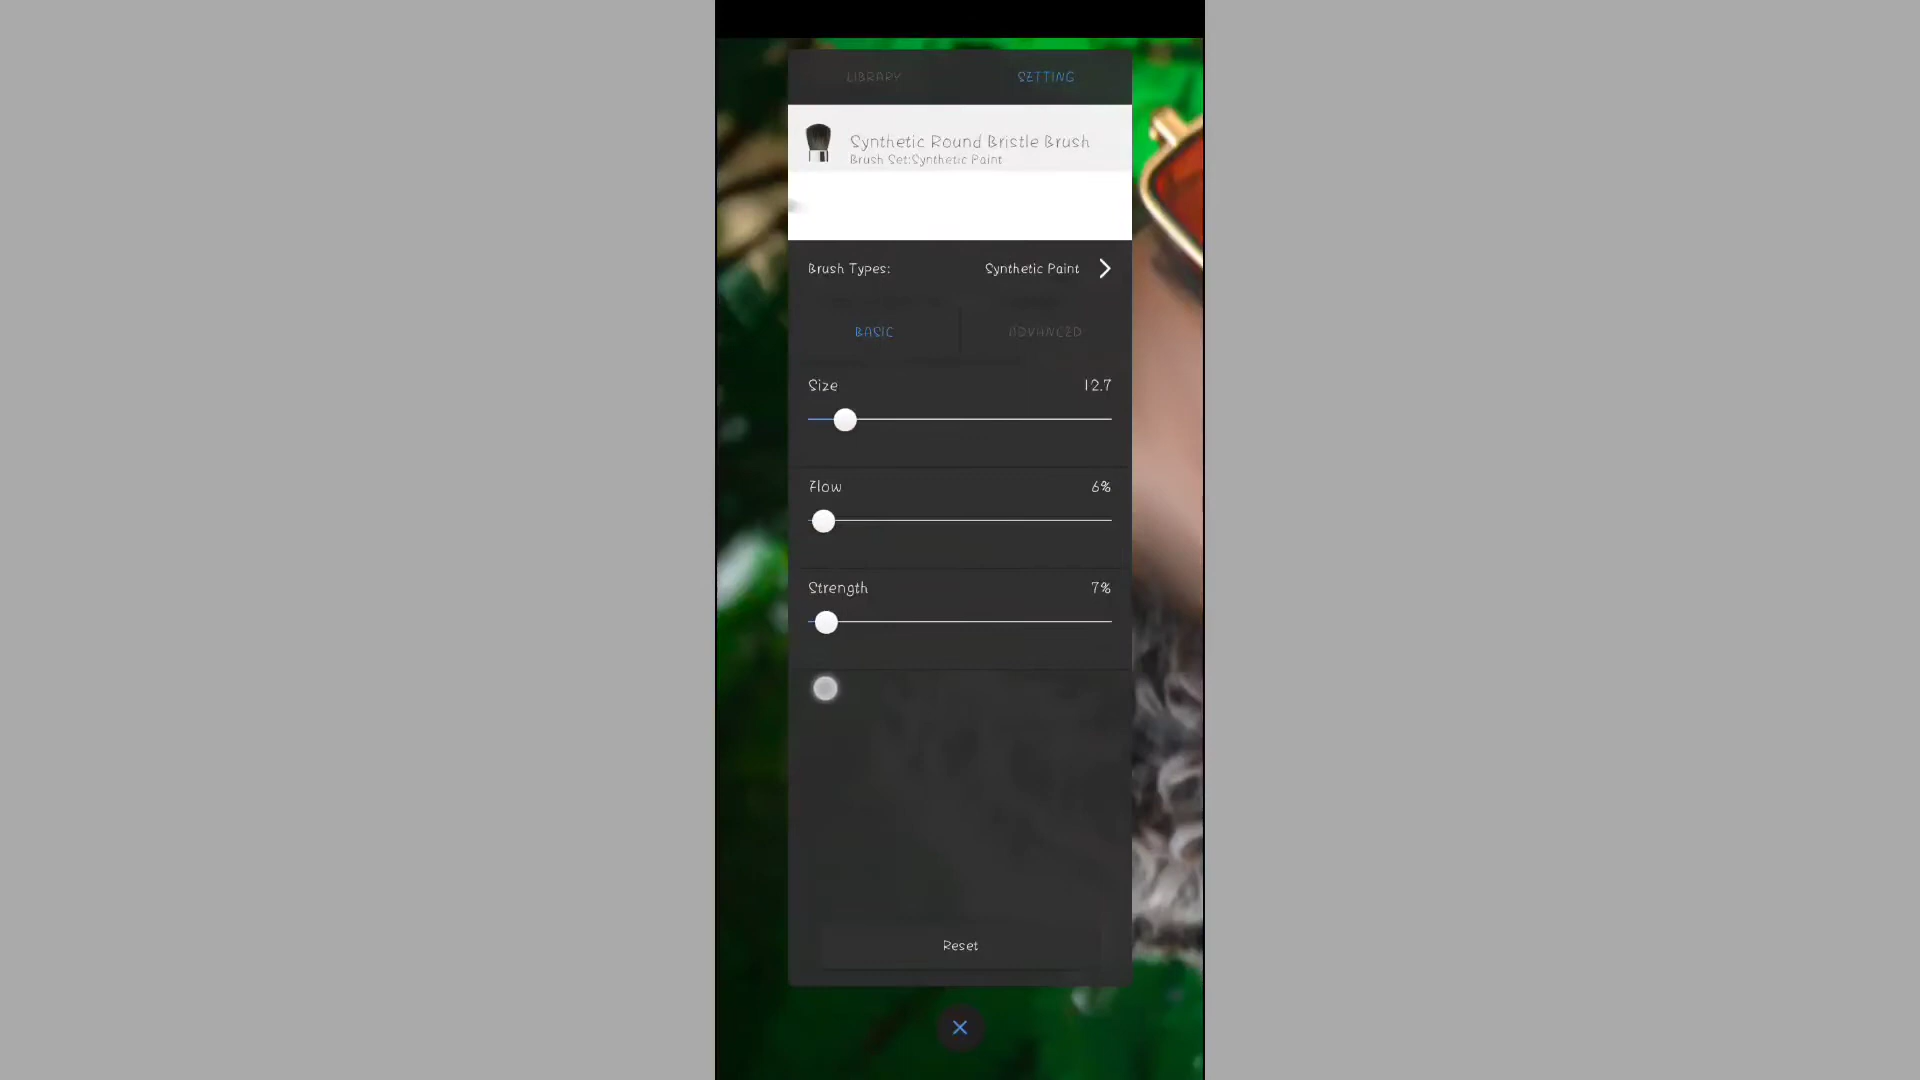 LIBRARY SETTING
Synthetic Round Bristle Brush
Brush Set:Synthetic Paint
Brush Types: Synthetic Paint
BASIC ADVANCED
Size 12.7
Flow 6%
Strength 7%
Reset